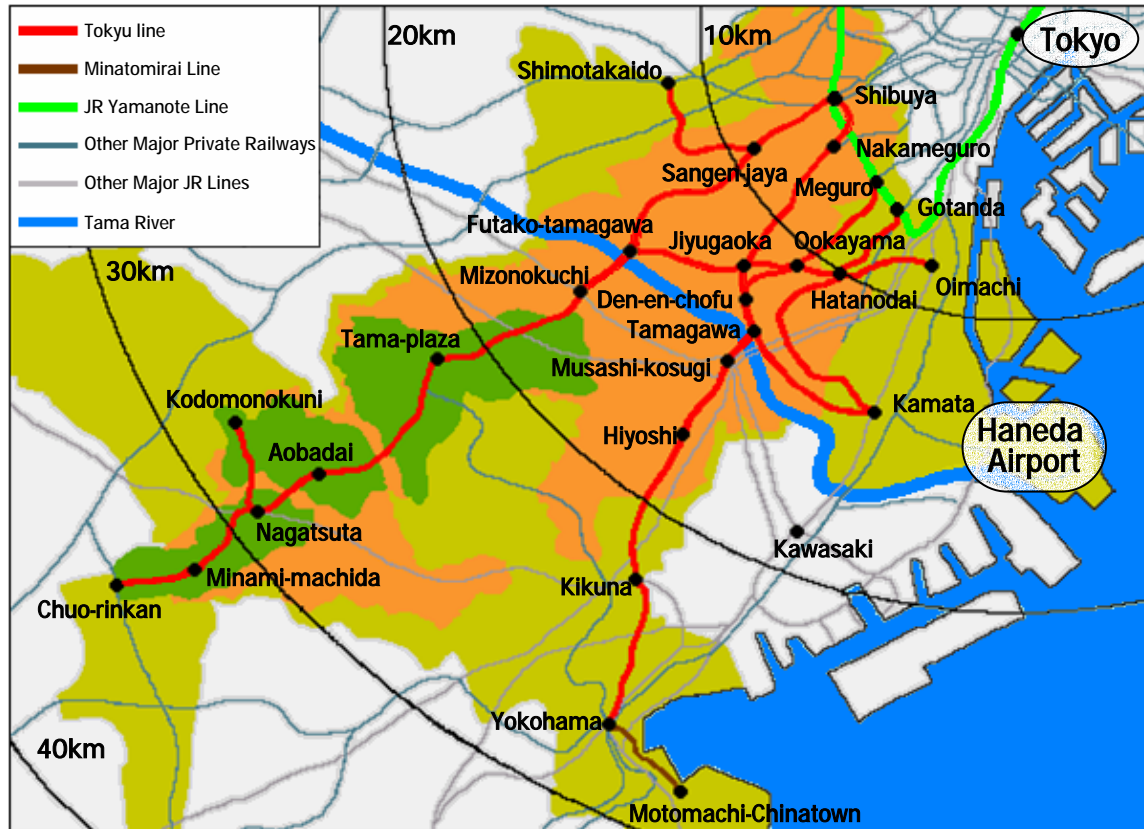 Tokyu line
Minatomirai Line
JR Yamanote Line
Other Major Private Railways
Other Major JR Lines
Tama River
20km
10km
Tokyo
Shimotakaido
Shibuya
Nakameguro
Sangen-jaya
Meguro
Gotanda
Futako-tamagawa
Jiyugaoka
Ookayama
30km
Mizonokuchi
Den-en-chofu
Hatanodai
Oimachi
Tama-plaza
Tamagawa
Musashi-kosugi
Kodomonokuni
Kamata
Hiyoshi
Haneda
Airport
Aobadai
Nagatsuta
Kawasaki
Minami-machida
Kikuna
Chuo-rinkan
Yokohama
40km
Motomachi-Chinatown